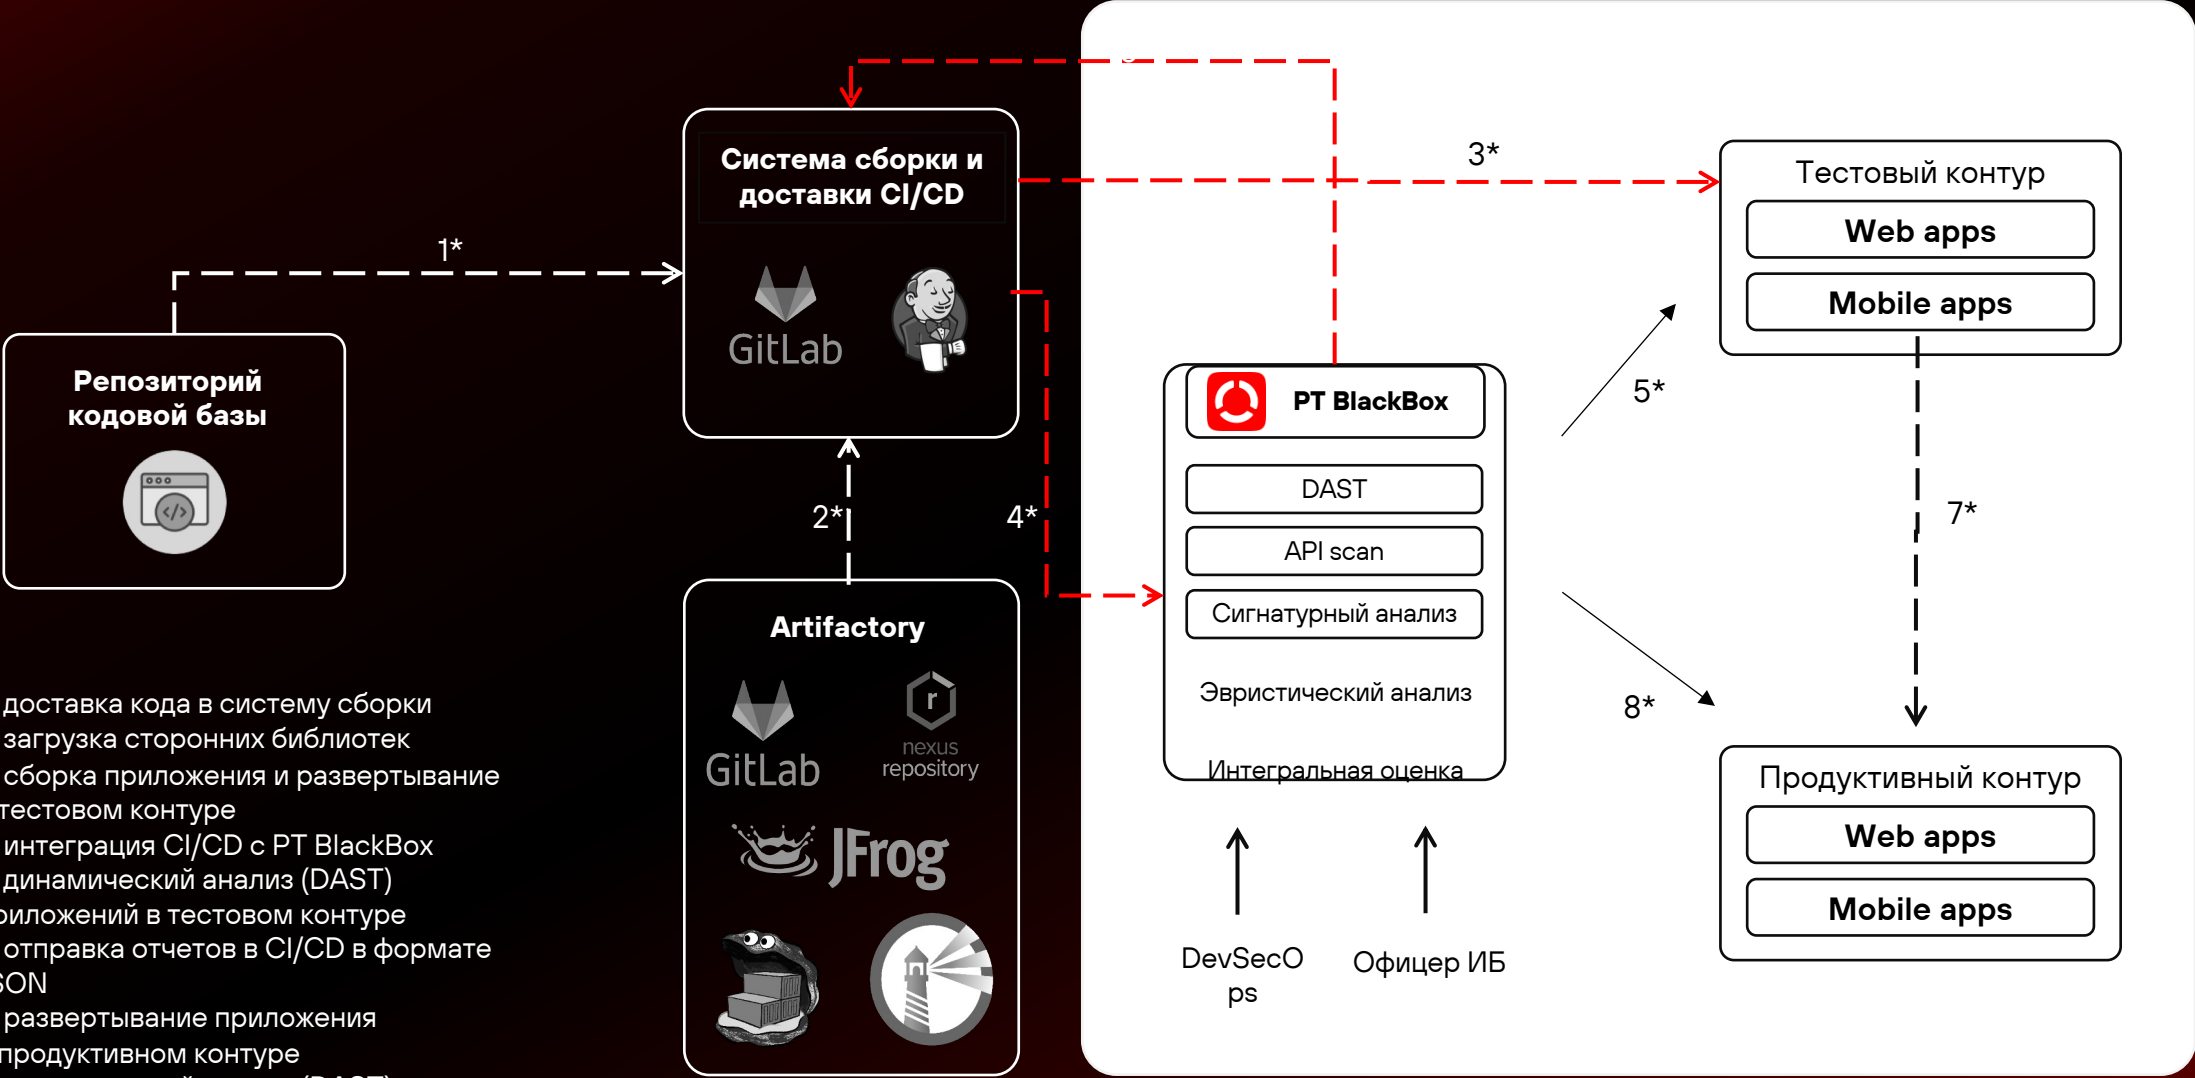 Система сборки и
доставки CI/CD
GitLab
1*
Репозиторий
кодовой базы
2*
4*
Artifactory
GitLab
nexus
repository
JFrog
доставка кода в систему сборки
загрузка сторонних библиотек
сборка приложения и развертывание
тестовом контуре
интеграция CI/CD с PT BlackBox
динамический анализ (DAST)
риложений в тестовом контуре
отправка отчетов в CI/CD в формате
SON
развертывание приложения
продуктивном контуре
(DAST)
3*
PT BlackBox
DAST
API scan
Сигнатурный анализ
Эвристический анализ
Интегральная оценка
DevSecO
ps
Офицер ИБ
5*
8*
7*
Тестовый контур
Web apps
Mobile apps
Продуктивный контур
Web apps
Mobile apps